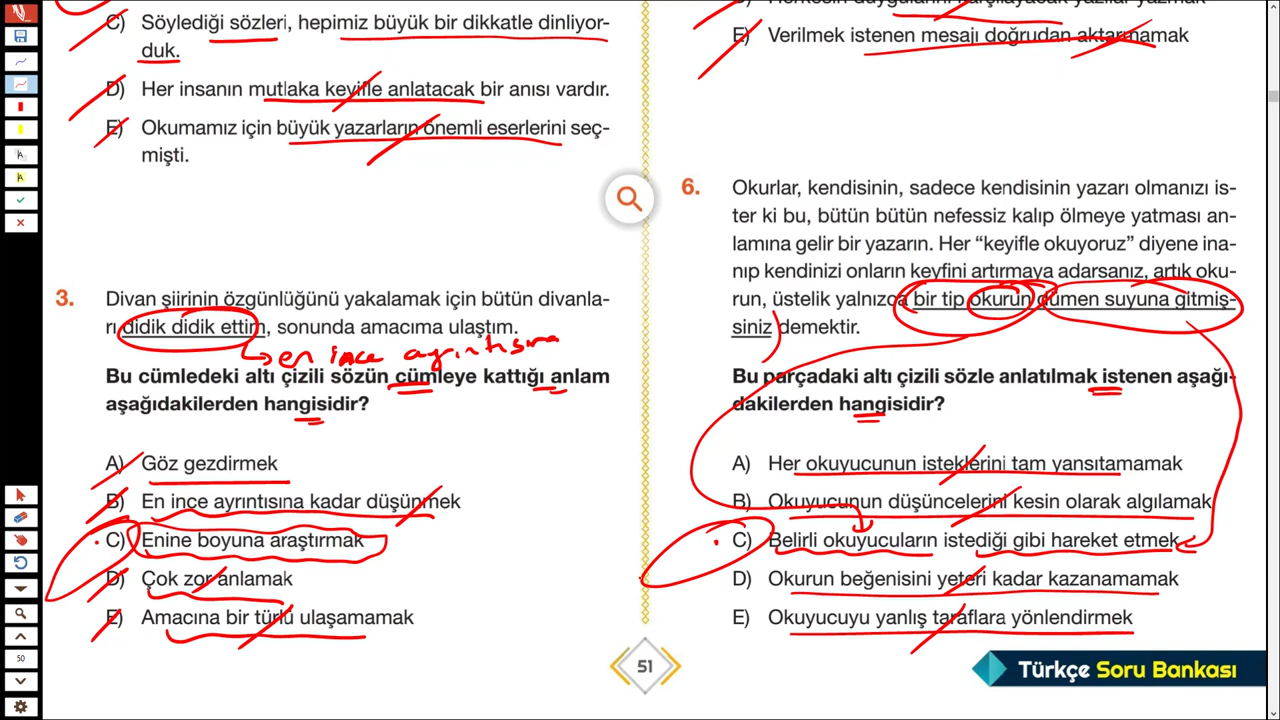 C) Söylediği sözleri, hepimiz büyük bir dikkatle dinliyor-
duk.
D) Her insanın mutlaka keyifle anlatacak bir anısı vardır.
E) Okumamız için büyük yazarların önemli eserlerini seç-
mişti.
3. Divan şiirinin özgünlüğünü yakalamak için bütün divanla-
rı didik didik ettim, sonunda amacıma ulaştım.
en ince ayrıntısına
Bu cümledeki altı çizili sözün cümleye kattığı anlam
aşağıdakilerden hangisidir?
A) Göz gezdirmek
B) En ince ayrıntısına kadar düşünmek
C) Enine boyuna araştırmak
D) Çok zor anlamak
E) Amacına bir türlü ulaşamamak
E) Verilmek istenen mesajı doğrudan aktarmamak
6. Okurlar, kendisinin, sadece kendisinin yazarı olmanızı is-
ter ki bu, bütün bütün nefessiz kalıp ölmeye yatması an-
lamına gelir bir yazarın. Her “keyifle okuyoruz” diyene ina-
nıp kendinizi onların keyfini artırmaya adarsanız, artık oku-
run, üstelik yalnızca bir tip okurun dümen suyuna gitmiş-
siniz demektir.
Bu parçadaki altı çizili sözle anlatılmak istenen aşağı-
dakilerden hangisidir?
A) Her okuyucunun isteklerini tam yansıtamamak
B) Okuyucunun düşüncelerini kesin olarak algılamak
C) Belirli okuyucuların istediği gibi hareket etmek
D) Okurun beğenisini yeteri kadar kazanamamak
E) Okuyucuyu yanlış taraflara yönlendirmek
51
Türkçe Soru Bankası
50